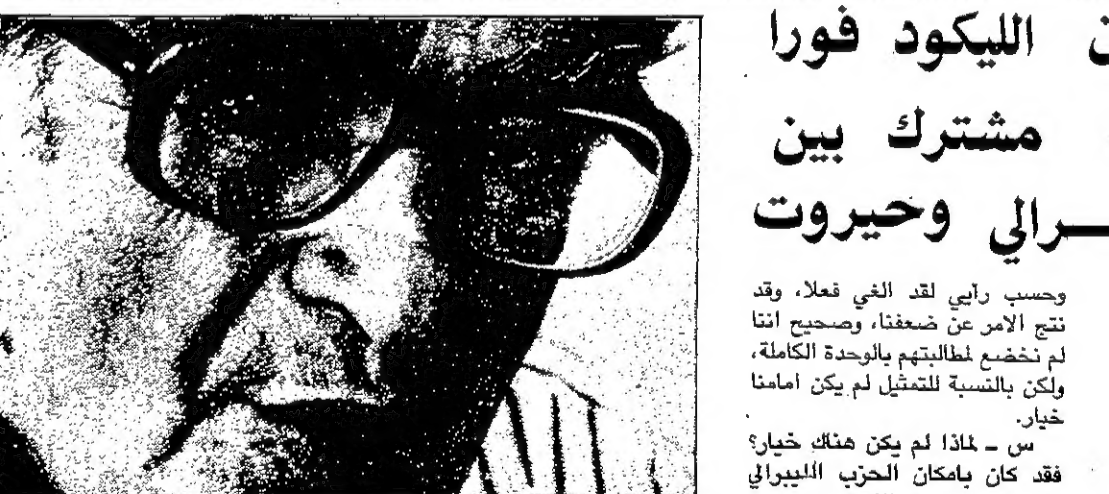 الليكود فورا
مشترك بين
ـرالي وحيروت
وحسب رأيي لقد الغي فعلا، وقد
نتج الامر عن ضعفنا، وصحيح اننا
لم نخضع لمطالبتهم بالوحدة الكاملة،
ولكن بالنسبة للتمثيل لم يكن امامنا
خيار.
س ـ لماذا لم يكن هناك خيار؟
فقد كان بامكان الحزب الليبرالي